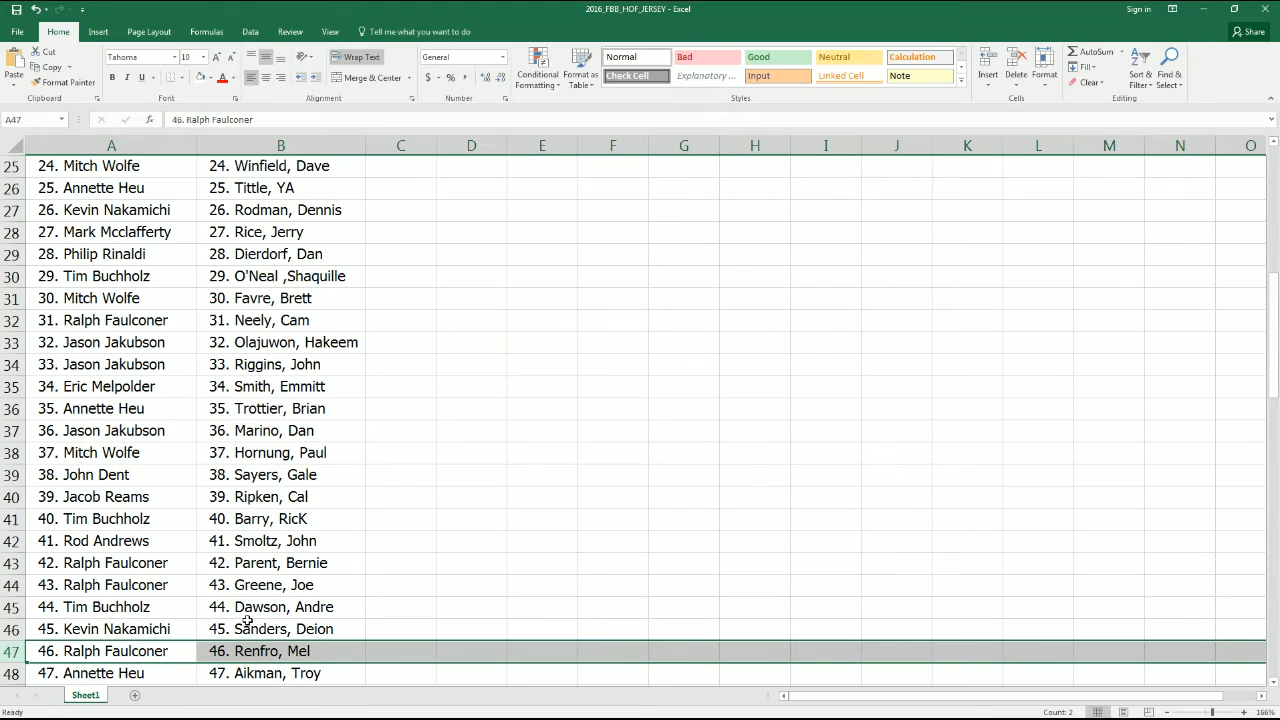 2016_FBB_HOF_JERSEY - Excel
Sign in
File Home Insert Page Layout Formulas Data Review View Tell me what you want to do Share
Paste
Cut
Copy
Format Painter
Clipboard
Tahoma 10
B I U
Font
Wrap Text
Merge & Center
Alignment
General
$ % ,
Number
Conditional Formatting
Format as Table
Normal Bad Good Neutral Calculation
Check Cell Explanatory ... Input Linked Cell Note
Styles
Insert Delete Format
Cells
AutoSum
Fill
Clear
Sort & Filter
Find & Select
Editing
A47 fx 46. Ralph Faulconer
A B C D E F G H I J K L M N O
25 24. Mitch Wolfe 24. Winfield, Dave
26 25. Annette Heu 25. Tittle, YA
27 26. Kevin Nakamichi 26. Rodman, Dennis
28 27. Mark Mcclafferty 27. Rice, Jerry
29 28. Philip Rinaldi 28. Dierdorf, Dan
30 29. Tim Buchholz 29. O'Neal ,Shaquille
31 30. Mitch Wolfe 30. Favre, Brett
32 31. Ralph Faulconer 31. Neely, Cam
33 32. Jason Jakubson 32. Olajuwon, Hakeem
34 33. Jason Jakubson 33. Riggins, John
35 34. Eric Melpolder 34. Smith, Emmitt
36 35. Annette Heu 35. Trottier, Brian
37 36. Jason Jakubson 36. Marino, Dan
38 37. Mitch Wolfe 37. Hornung, Paul
39 38. John Dent 38. Sayers, Gale
40 39. Jacob Reams 39. Ripken, Cal
41 40. Tim Buchholz 40. Barry, RicK
42 41. Rod Andrews 41. Smoltz, John
43 42. Ralph Faulconer 42. Parent, Bernie
44 43. Ralph Faulconer 43. Greene, Joe
45 44. Tim Buchholz 44. Dawson, Andre
46 45. Kevin Nakamichi 45. Sanders, Deion
47 46. Ralph Faulconer 46. Renfro, Mel
48 47. Annette Heu 47. Aikman, Troy
Sheet1
Ready Count: 2 166%